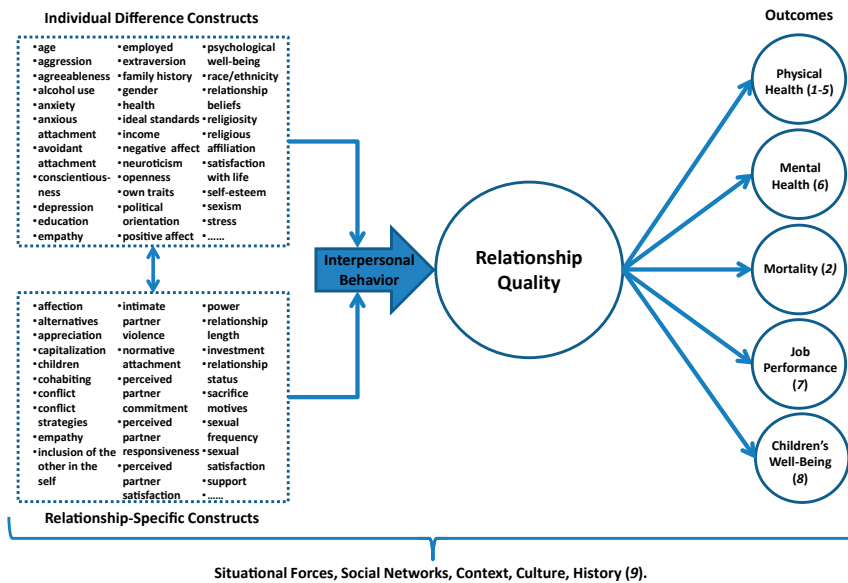 Individual Difference Constructs
•age
•aggression
•agreeableness
•alcohol use
•anxiety
•anxious
attachment
•avoidant
attachment
•conscientious-
ness
•depression
•education
•empathy
•employed
•extraversion
•family history
•gender
•health
•ideal standards
•income
•negative affect
•neuroticism
•openness
•own traits
•political
orientation
•positive affect
•psychological
well-being
•race/ethnicity
•relationship
beliefs
•religiosity
•religious
affiliation
•satisfaction
with life
•self-esteem
•sexism
•stress
•......
•affection
•alternatives
•appreciation
•capitalization
•children
•cohabiting
•conflict
•conflict
strategies
•empathy
•inclusion of the
other in the
self
•intimate
partner
violence
•normative
attachment
•perceived
partner
commitment
•perceived
partner
responsiveness
•perceived
partner
satisfaction
•power
•relationship
length
•investment
•relationship
status
•sacrifice
motives
•sexual
frequency
•sexual
satisfaction
•support
•......
Relationship-Specific Constructs
Interpersonal
Behavior
Relationship
Quality
Outcomes
Physical
Health (1-5)
Mental
Health (6)
Mortality (2)
Job
Performance
(7)
Children's
Well-Being
(8)
Situational Forces, Social Networks, Context, Culture, History (9).